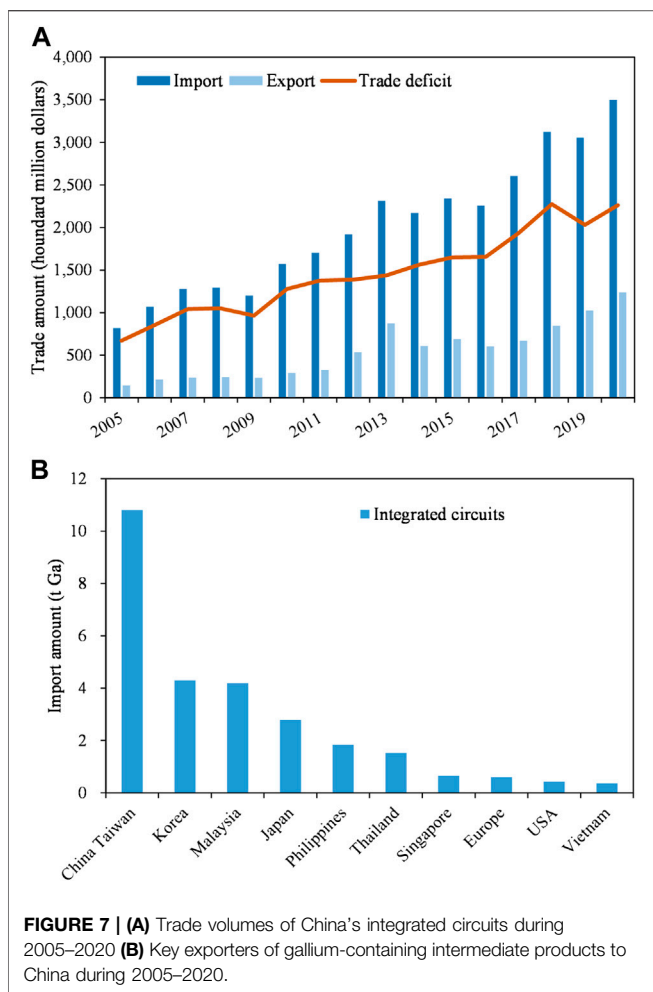 A
Trade amount (houndard million dollars)
4,000
3,500
3,000
2,500
2,000
1,500
1,000
500
0
Import Export Trade deficit
2005 2007 2009 2011 2013 2015 2017 2019
B
Import amount (t Ga)
12
10
8
6
4
2
0
Integrated circuits
China Taiwan Korea Malaysia Japan Philippines Thailand Singapore Europe USA Vietnam
FIGURE 7 | (A) Trade volumes of China's integrated circuits during
2005–2020 (B) Key exporters of gallium-containing intermediate products to
China during 2005–2020.